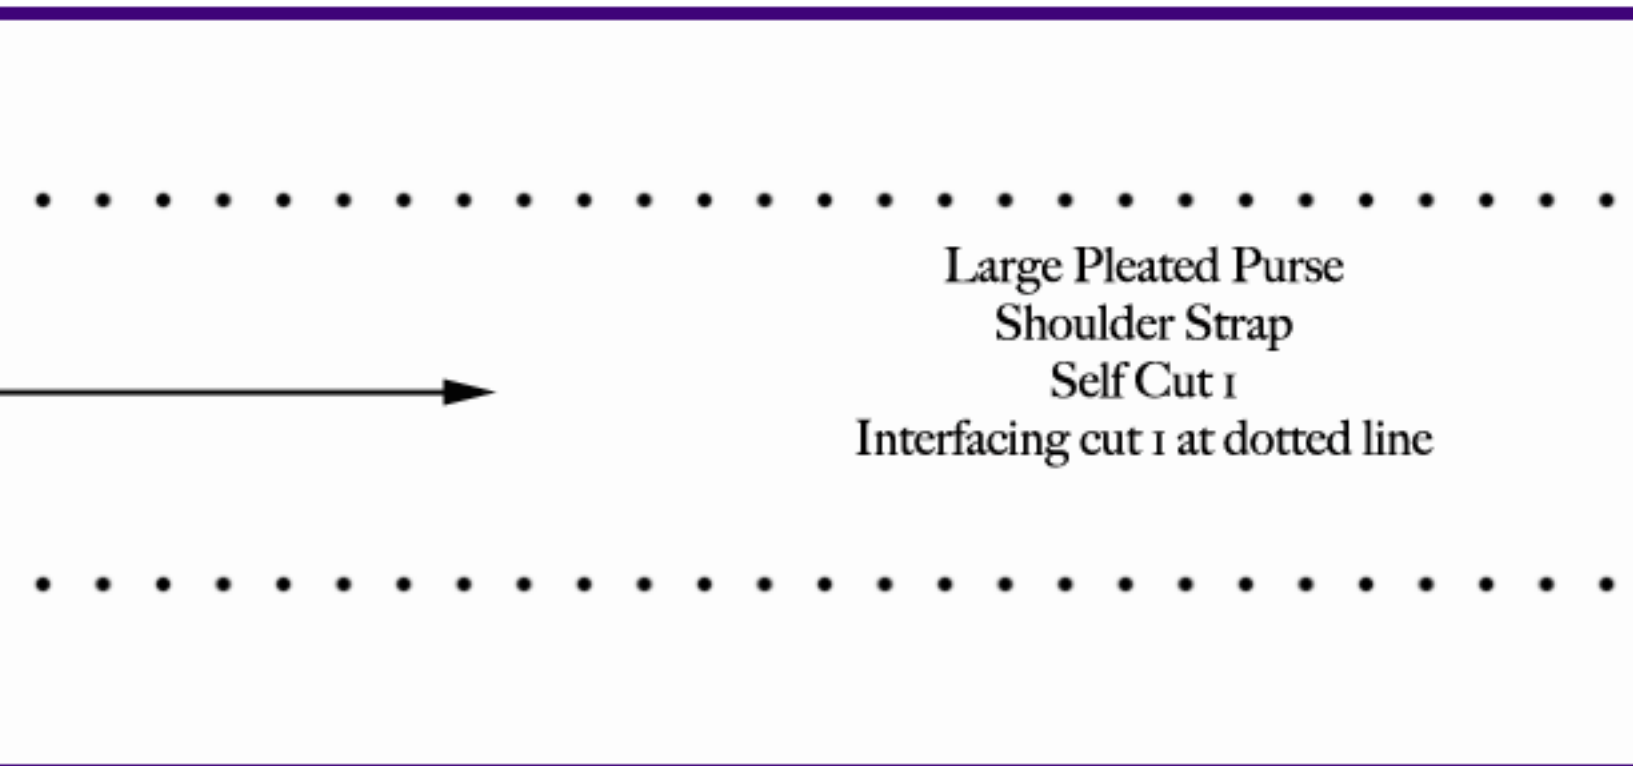 Large Pleated Purse
Shoulder Strap
Self Cut 1
Interfacing cut 1 at dotted line